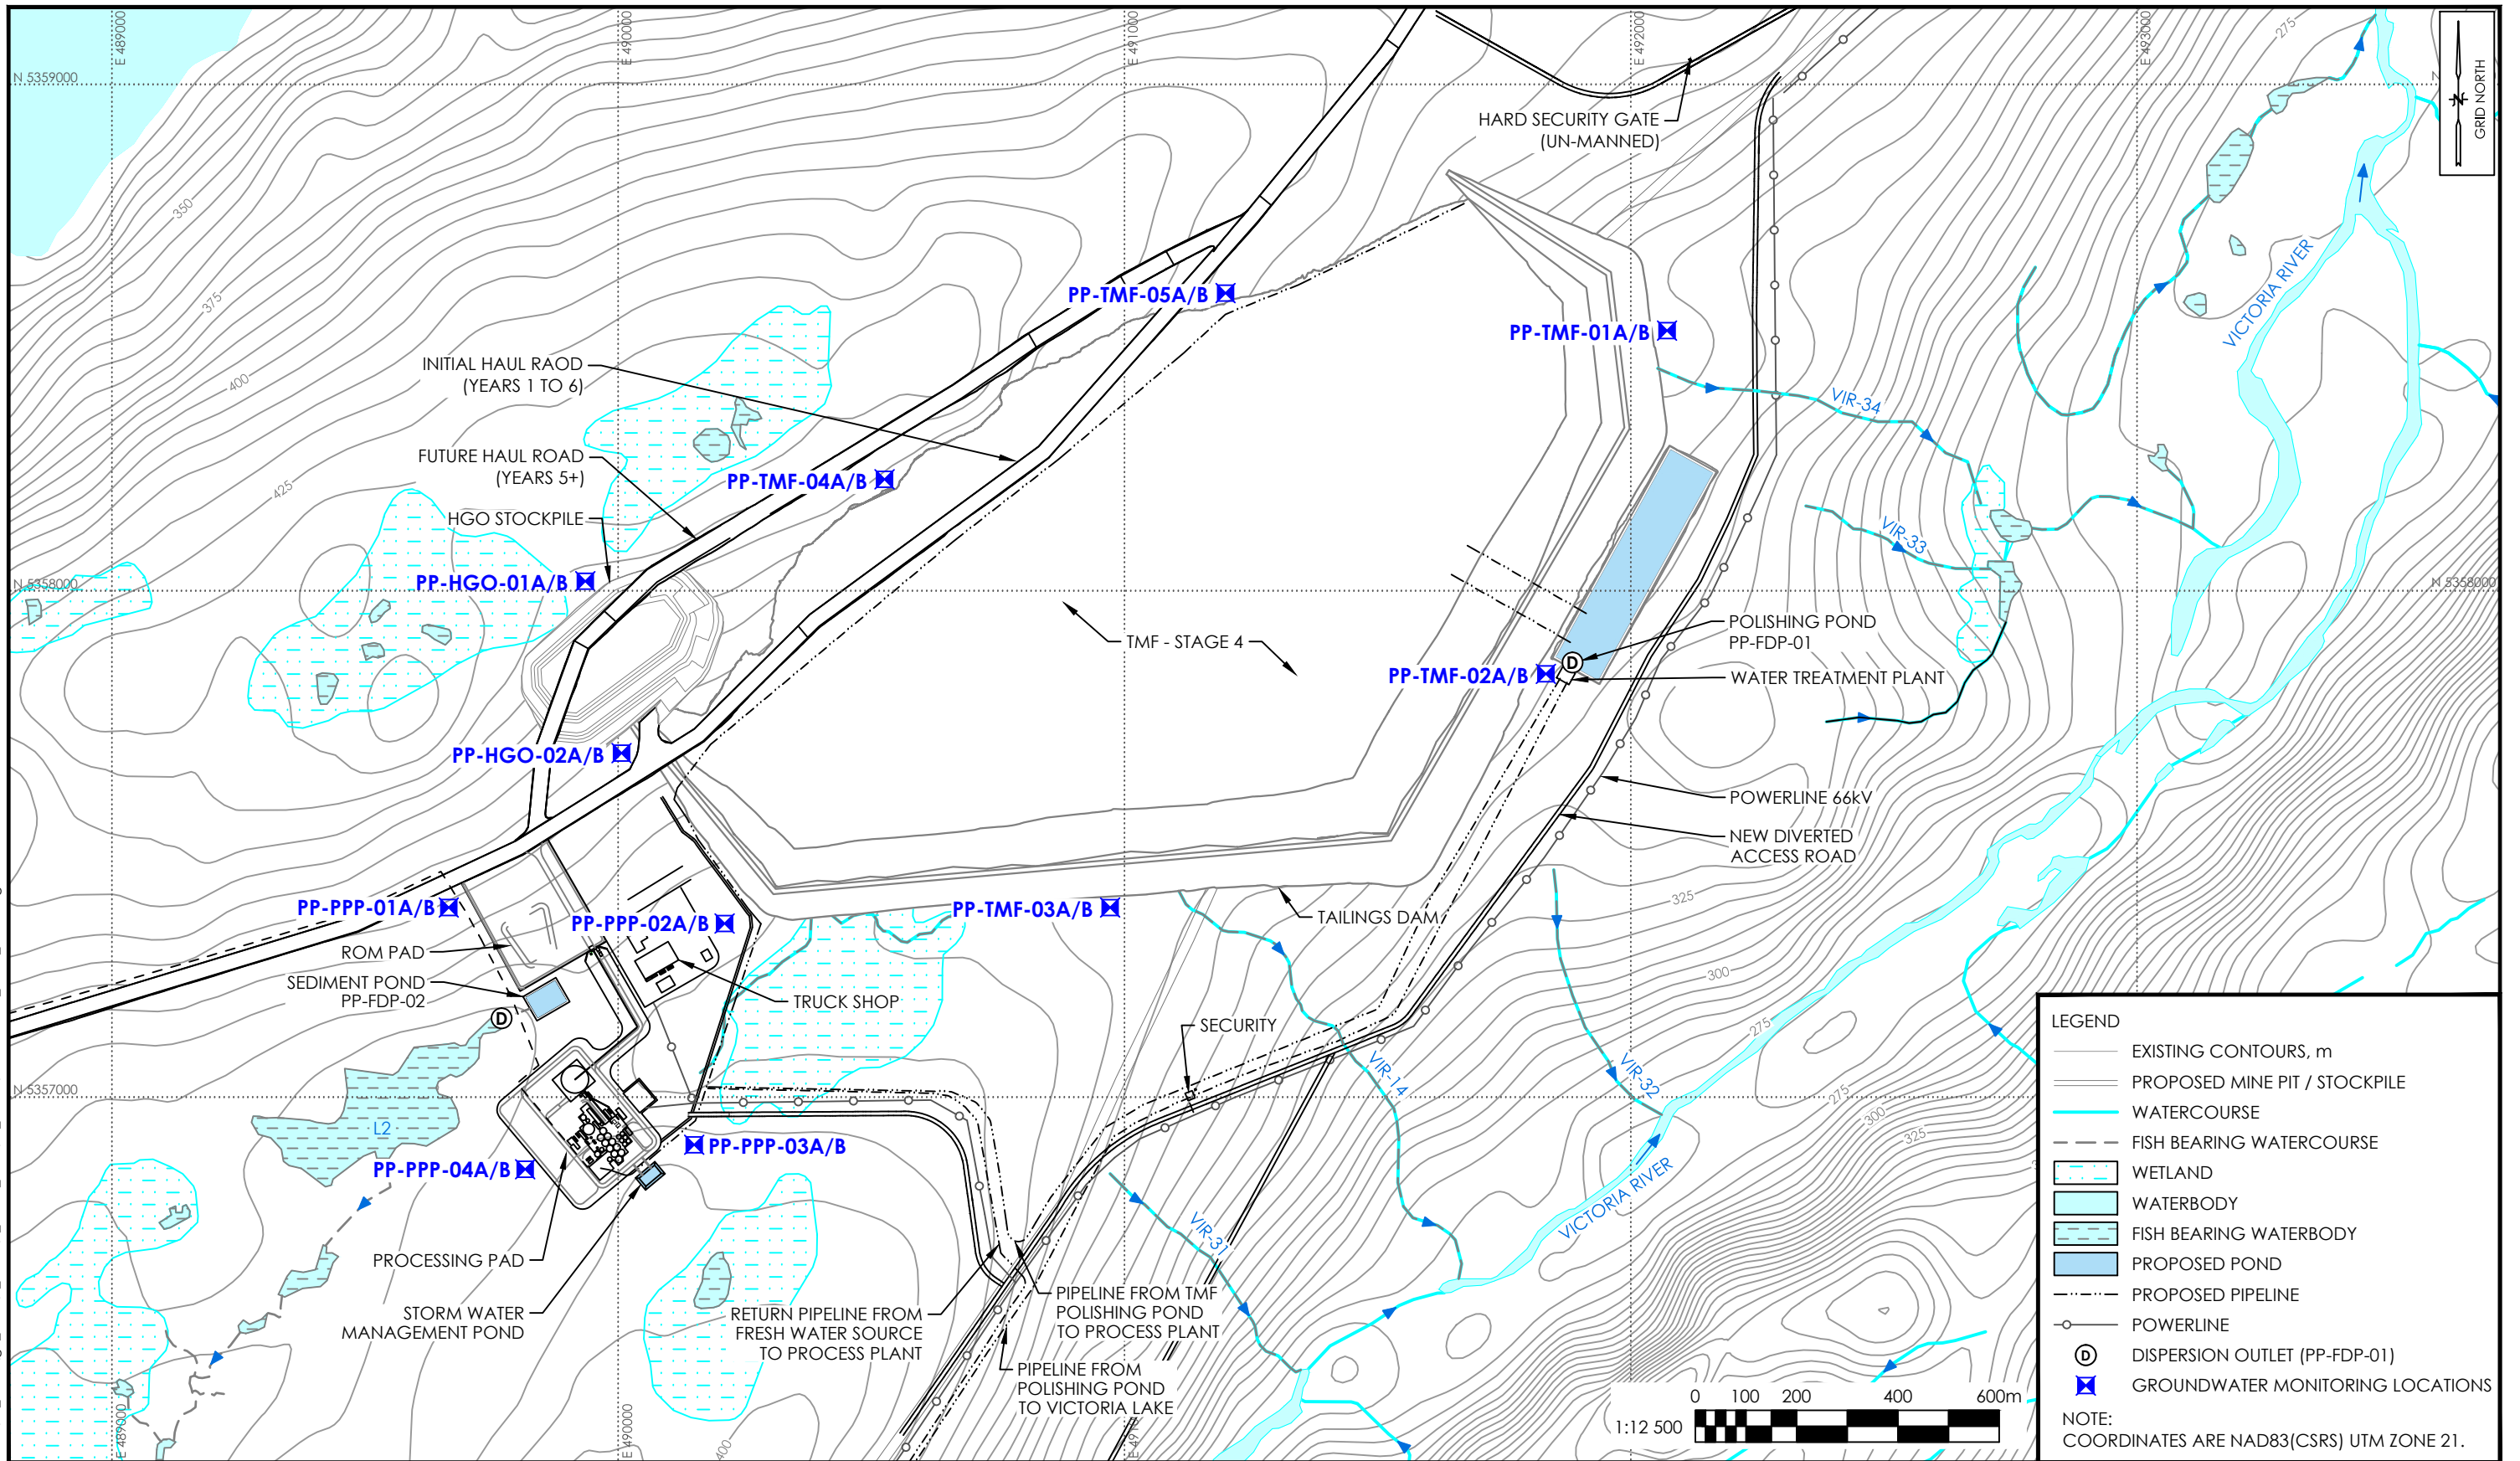 E 489000
E 490000
E 491000
E 492000
E 493000
275
N 5359000
N
GRID NORTH
HARD SECURITY GATE
(UN-MANNED)
350
375
400
425
VICTORIA RIVER
PP-TMF-05A/B
PP-TMF-01A/B
INITIAL HAUL RAOD
(YEARS 1 TO 6)
VIR-34
FUTURE HAUL ROAD
(YEARS 5+)
PP-TMF-04A/B
HGO STOCKPILE
VIR-33
PP-HGO-01A/B
N 5358000
N 5358000
TMF - STAGE 4
POLISHING POND
PP-FDP-01
D
PP-TMF-02A/B
WATER TREATMENT PLANT
PP-HGO-02A/B
POWERLINE 66kV
NEW DIVERTED
ACCESS ROAD
325
PP-PPP-01A/B
PP-PPP-02A/B
PP-TMF-03A/B
TAILINGS DAM
ROM PAD
300
SEDIMENT POND
PP-FDP-02
TRUCK SHOP
D
SECURITY
275
VIR-14
VIR-32
N 5357000
275
300
325
L2
PP-PPP-03A/B
PP-PPP-04A/B
VICTORIA RIVER
VIR-31
PROCESSING PAD
STORM WATER
MANAGEMENT POND
RETURN PIPELINE FROM
FRESH WATER SOURCE
TO PROCESS PLANT
PIPELINE FROM TMF
POLISHING POND
TO PROCESS PLANT
PIPELINE FROM
POLISHING POND
TO VICTORIA LAKE
400
E 489000
E 490000
1:12 500
0 100 200 400 600m
LEGEND
EXISTING CONTOURS, m
PROPOSED MINE PIT / STOCKPILE
WATERCOURSE
FISH BEARING WATERCOURSE
WETLAND
WATERBODY
FISH BEARING WATERBODY
PROPOSED POND
PROPOSED PIPELINE
POWERLINE
D DISPERSION OUTLET (PP-FDP-01)
GROUNDWATER MONITORING LOCATIONS
NOTE:
COORDINATES ARE NAD83(CSRS) UTM ZONE 21.